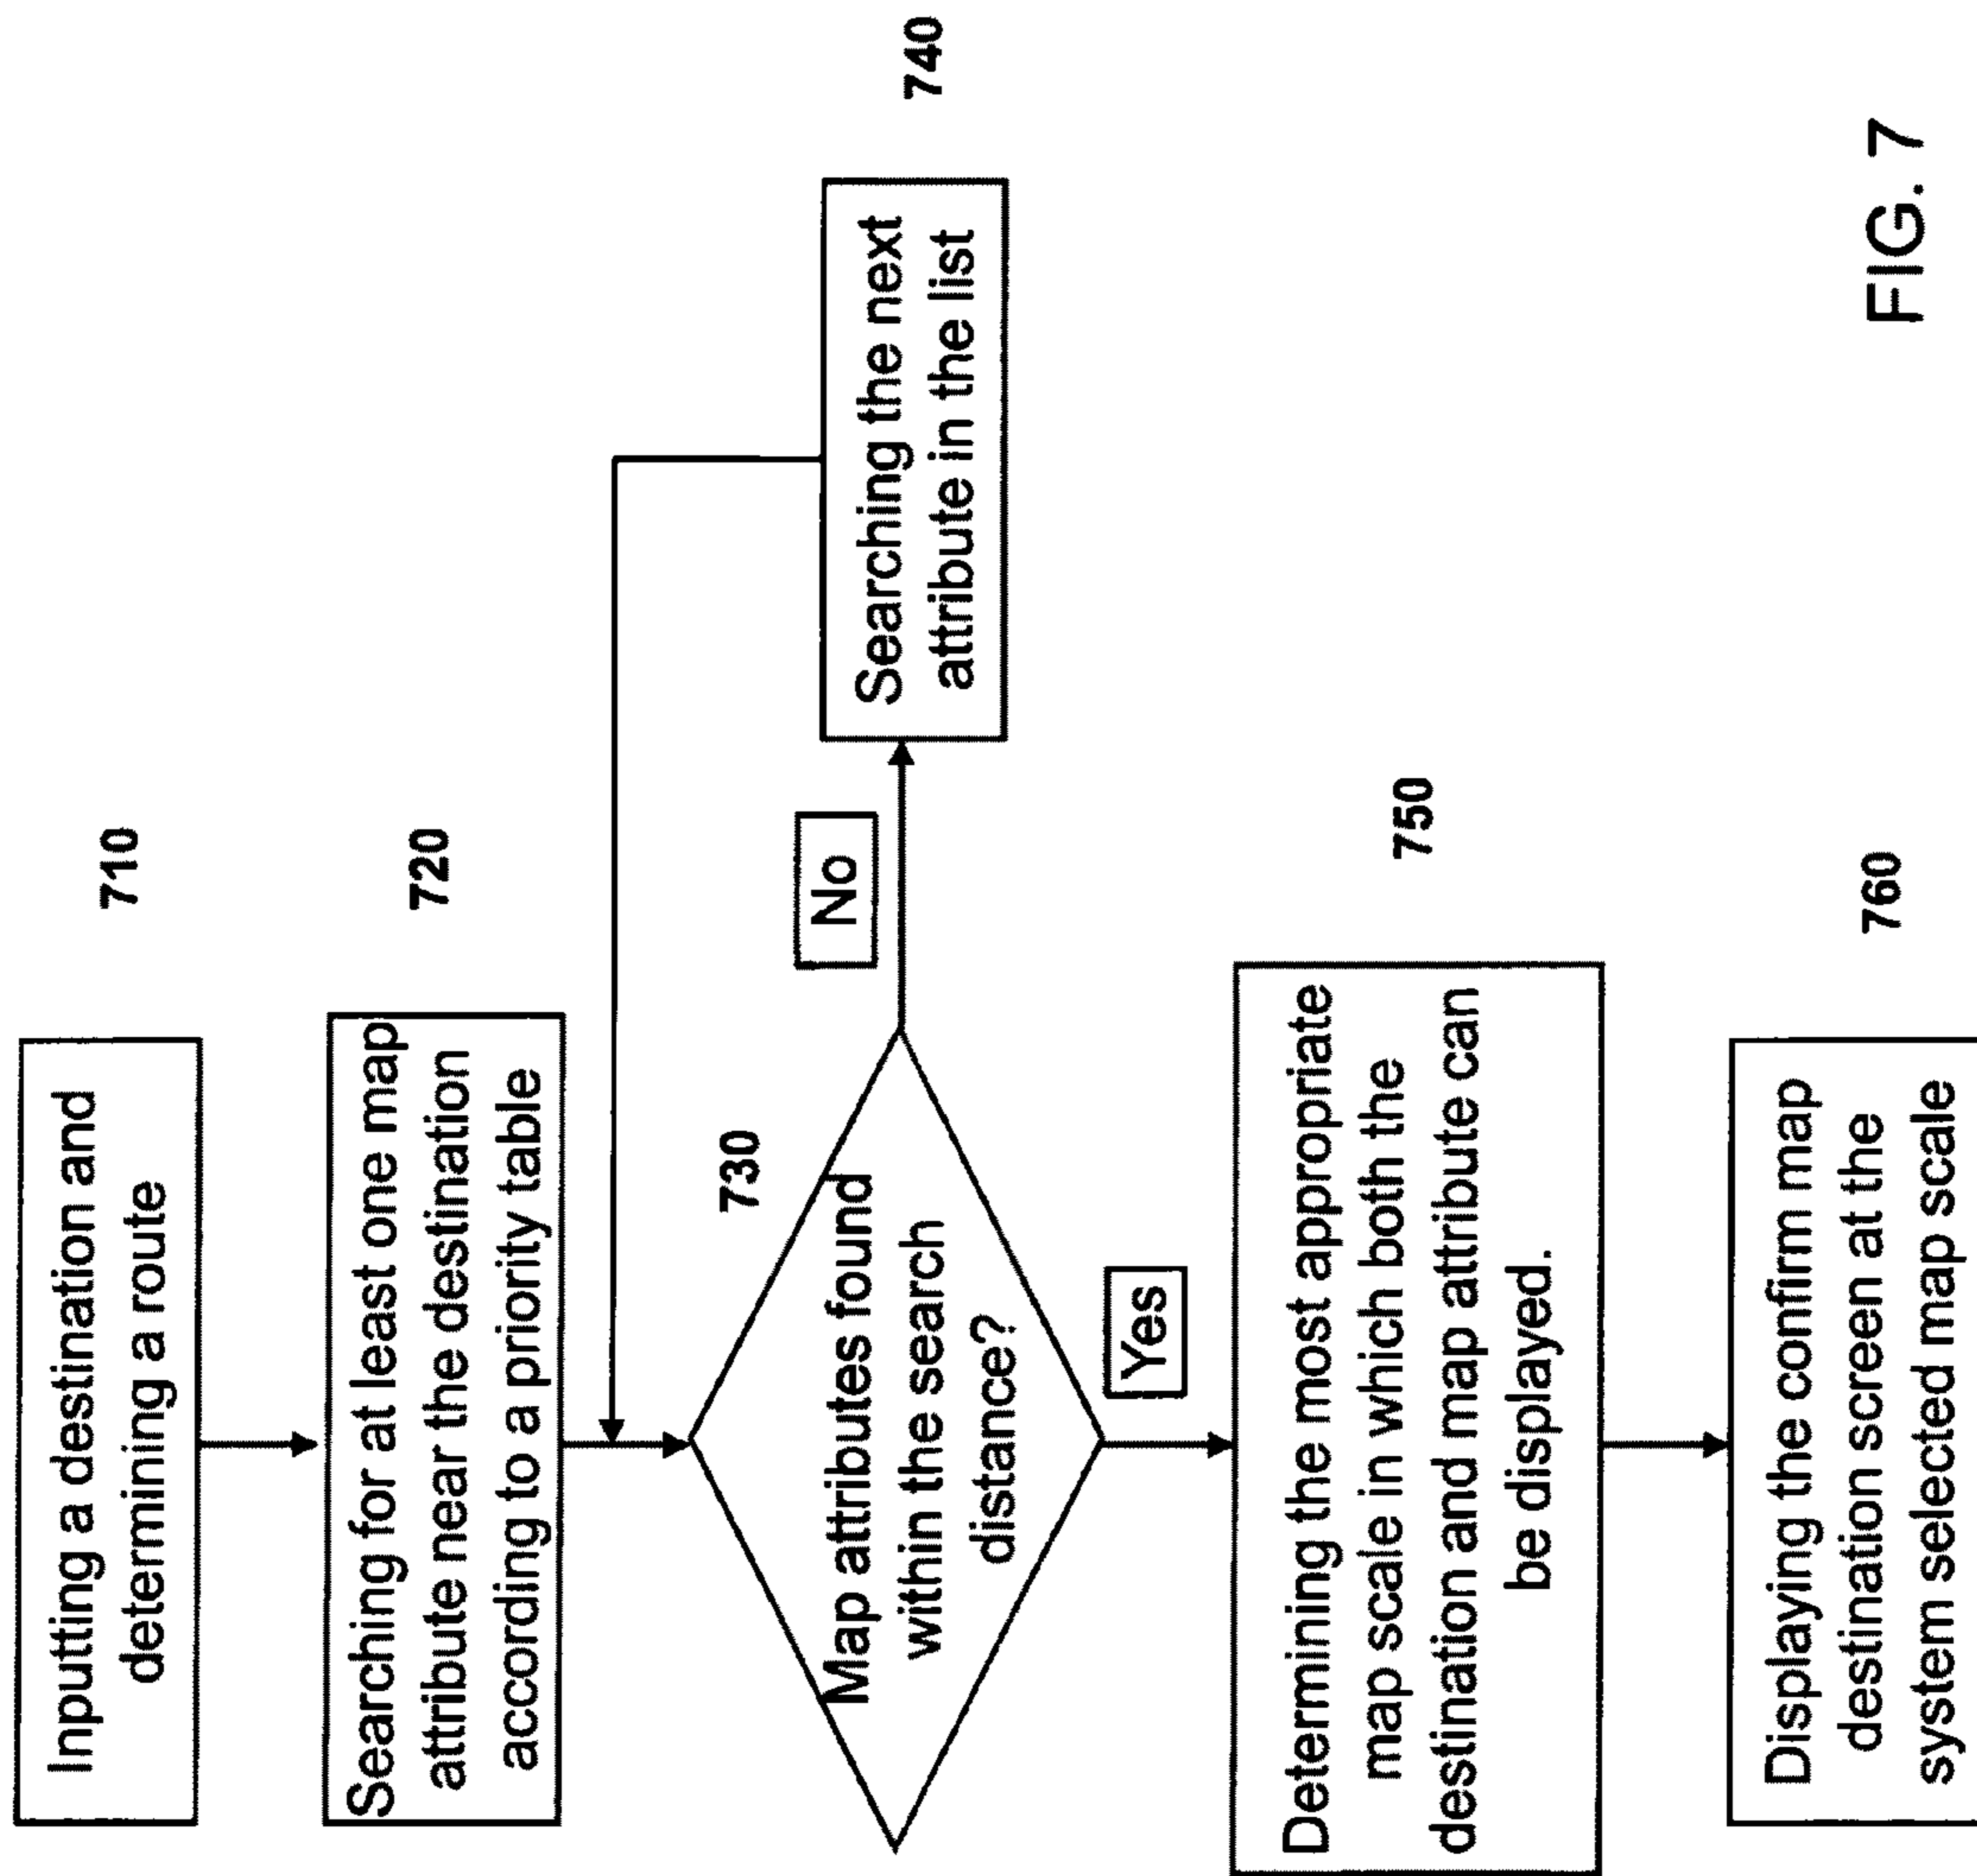 710
Inputting a destination and
determining a route
720
Searching for at least one map
attribute near the destination
according to a priority table
730
Map attributes found
within the search
distance?
No
740
Searching the next
attribute in the list
Yes
750
Determining the most appropriate
map scale in which both the
destination and map attribute can
be displayed.
760
Displaying the confirm map
destination screen at the
system selected map scale
FIG. 7